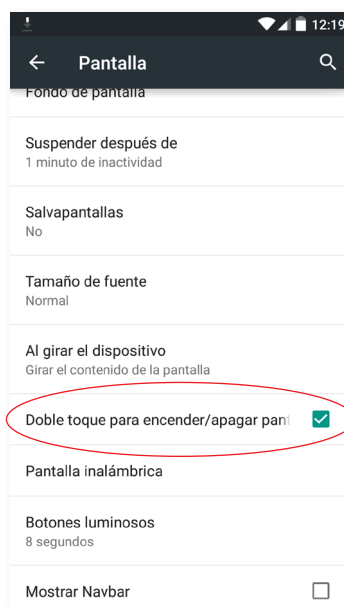 12:19
Pantalla
Fondo de pantalla
Suspender después de
1 minuto de inactividad
Salvapantallas
No
Tamaño de fuente
Normal
Al girar el dispositivo
Girar el contenido de la pantalla
Doble toque para encender/apagar pant
Pantalla inalámbrica
Botones luminosos
8 segundos
Mostrar Navbar